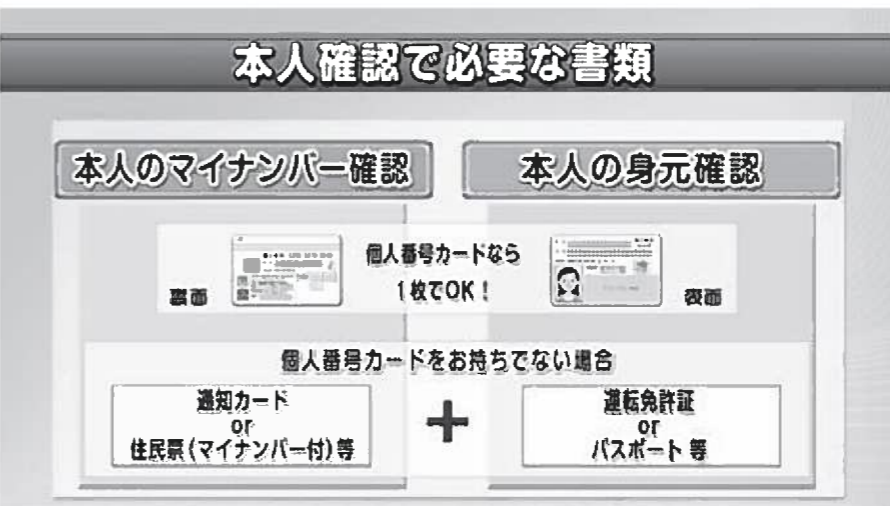 本人確認で必要な書類
本人のマイナンバー確認
本人の身元確認
個人番号カードなら
1枚でOK!
裏面
表面
個人番号カードをお持ちでない場合
通知カード
or
住民票(マイナンバー付)等
+
運転免許証
or
パスポート 等